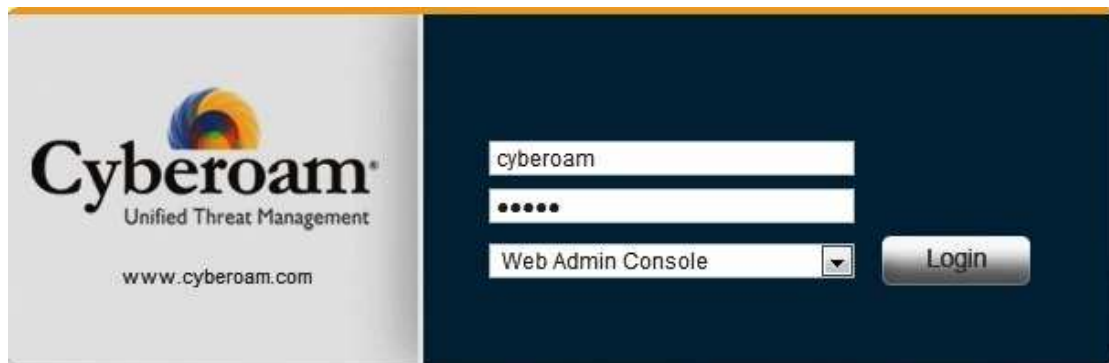 Cyberoam®
Unified Threat Management
www.cyberoam.com
cyberoam
•••••
Web Admin Console
Login